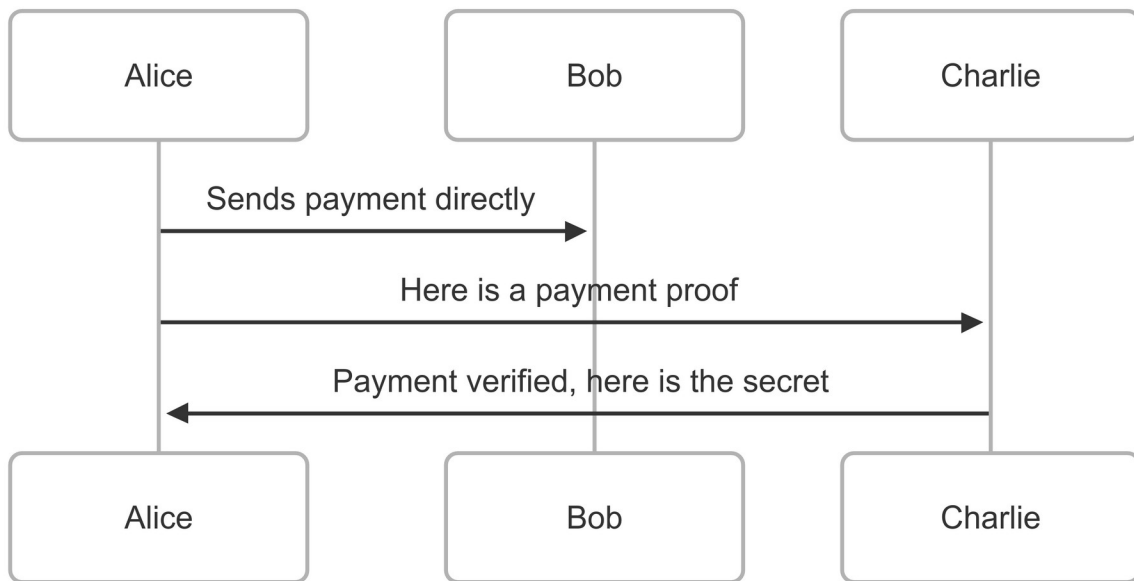 Alice
Bob
Charlie
Sends payment directly
Here is a payment proof
Payment verified, here is the secret
Alice
Bob
Charlie